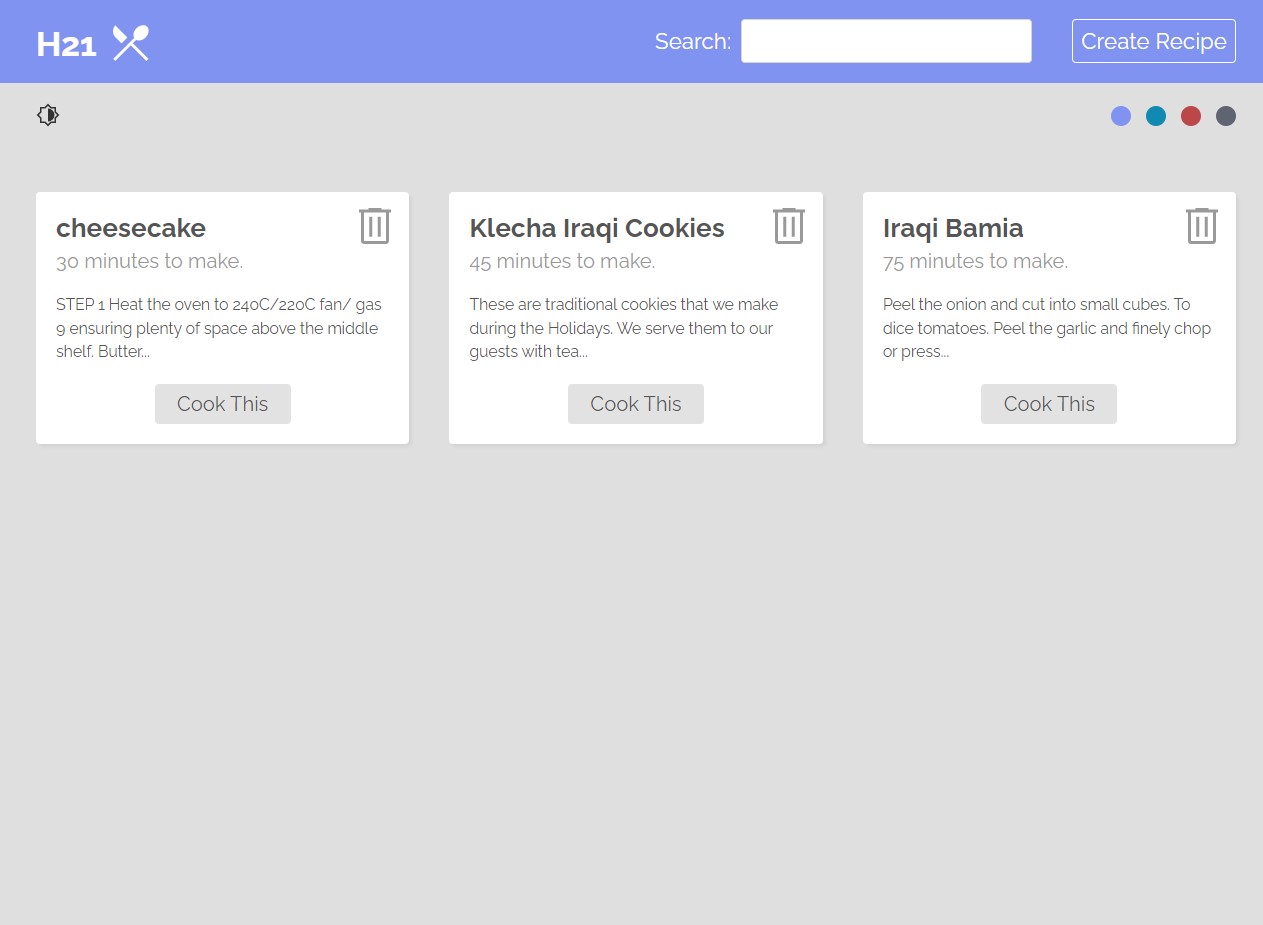 H21
Search:
Create Recipe
cheesecake
30 minutes to make.
STEP 1 Heat the oven to 240C/220C fan/ gas
9 ensuring plenty of space above the middle
shelf. Butter...
Cook This
Klecha Iraqi Cookies
45 minutes to make.
These are traditional cookies that we make
during the Holidays. We serve them to our
guests with tea...
Cook This
Iraqi Bamia
75 minutes to make.
Peel the onion and cut into small cubes. To
dice tomatoes. Peel the garlic and finely chop
or press...
Cook This